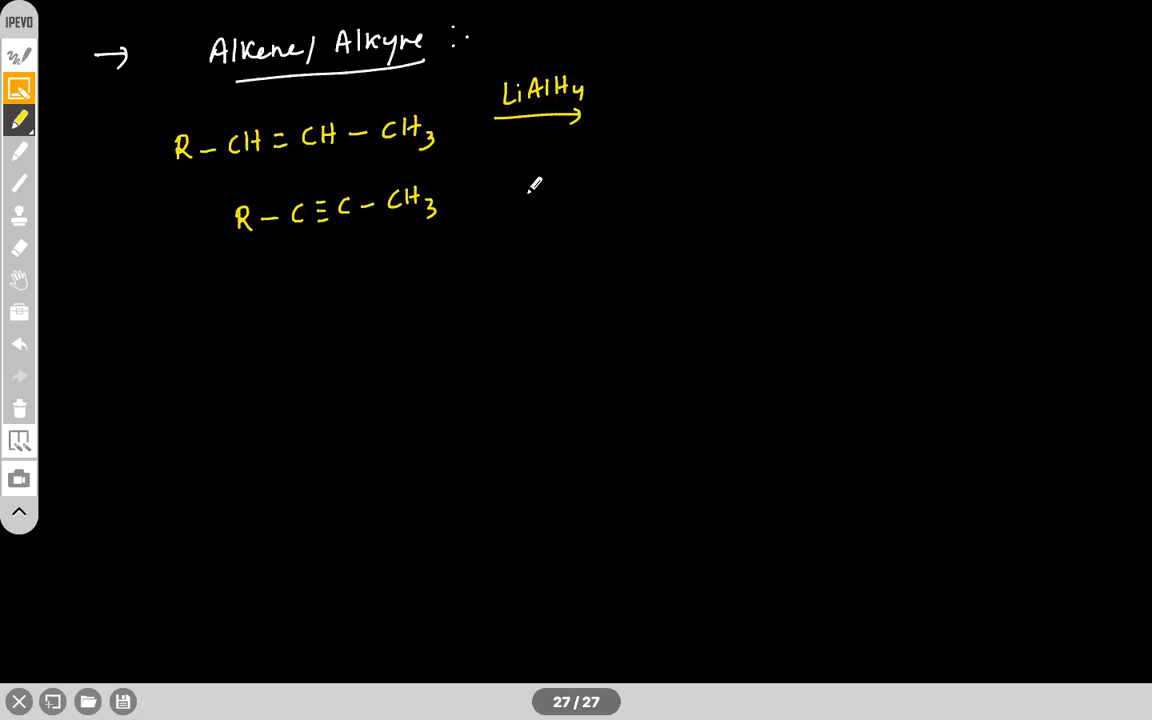 IPEVO
→ Alkene/ Alkyne :-
R - CH = CH - CH3
LiAlH4
R - C ≡ C - CH3
27 / 27